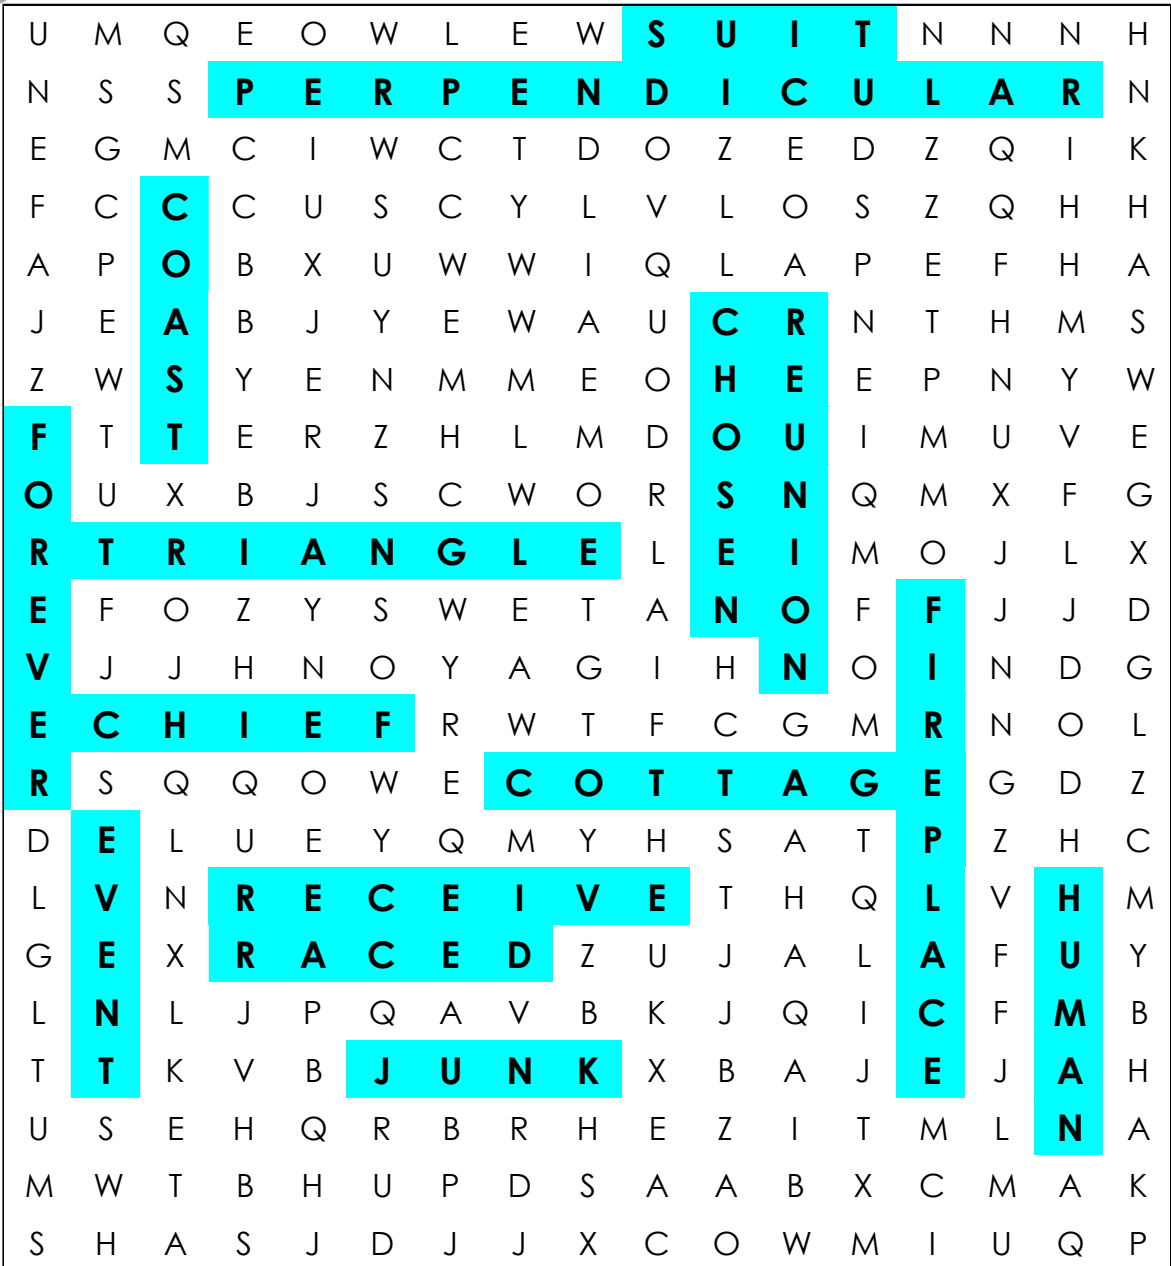 U M Q E O W L E W S U I T N N N H
N S S P E R P E N D I C U L A R N
E G M C I W C T D O Z E D Z Q I K
F C C C U S C Y L V L O S Z Q H H
A P O B X U W W I Q L A P E F H A
J E A B J Y E W A U C R N T H M S
Z W S Y E N M M E O H E E P N Y W
F T T E R Z H L M D O U I M U V E
O U X B J S C W O R S N Q M X F G
R T R I A N G L E L E I M O J L X
E F O Z Y S W E T A N O F F J J D
V J J H N O Y A G I H N O I N D G
E C H I E F R W T F C G M R N O L
R S Q Q O W E C O T T A G E G D Z
D E L U E Y Q M Y H S A T P Z H C
L V N R E C E I V E T H Q L V H M
G E X R A C E D Z U J A L A F U Y
L N L J P Q A V B K J Q I C F M B
T T K V B J U N K X B A J E J A H
U S E H Q R B R H E Z I T M L N A
M W T B H U P D S A A B X C M A K
S H A S J D J J X C O W M I U Q P